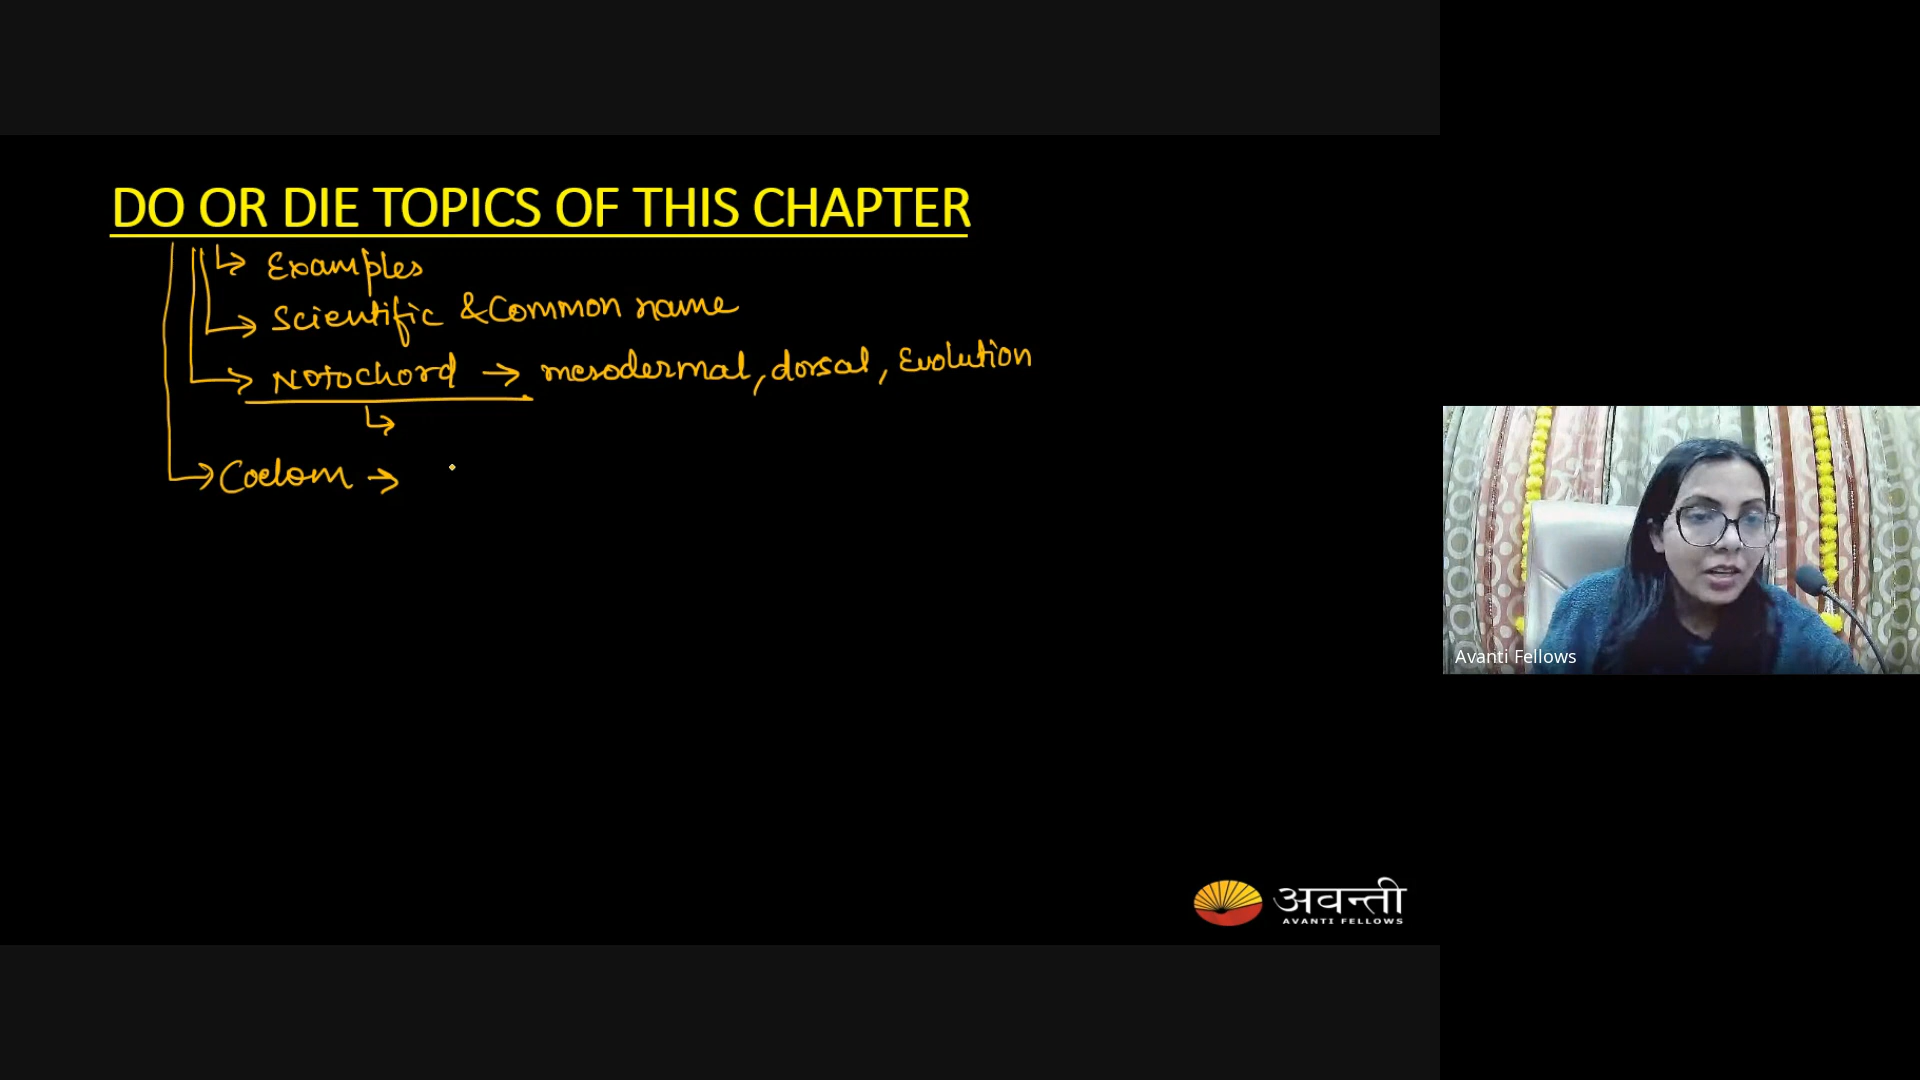 DO OR DIE TOPICS OF THIS CHAPTER
↳ Examples
→ Scientific & Common name
→ Notochord → mesodermal, dorsal, Evolution
↳
→ Coelom →
Avanti Fellows
अवन्ती
AVANTI FELLOWS